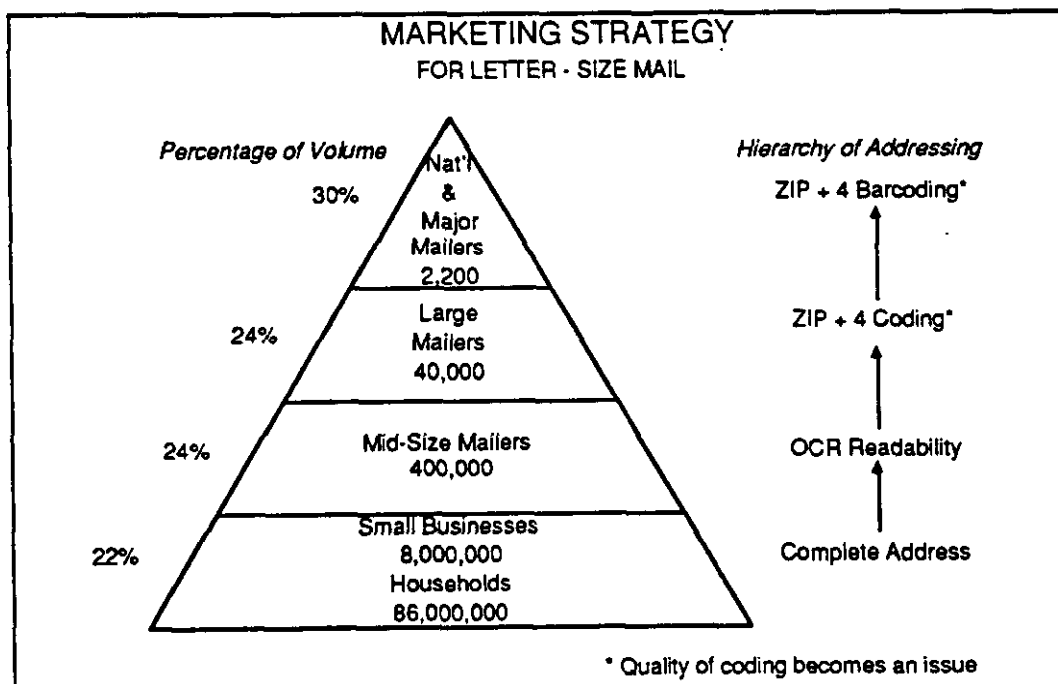 MARKETING STRATEGY
FOR LETTER - SIZE MAIL
Percentage of Volume
Hierarchy of Addressing
30%
Nat'l
&
Major
Mailers
2,200
ZIP + 4 Barcoding*
24%
Large
Mailers
40,000
ZIP + 4 Coding*
24%
Mid-Size Mailers
400,000
OCR Readability
22%
Small Businesses
8,000,000
Households
86,000,000
Complete Address
* Quality of coding becomes an issue